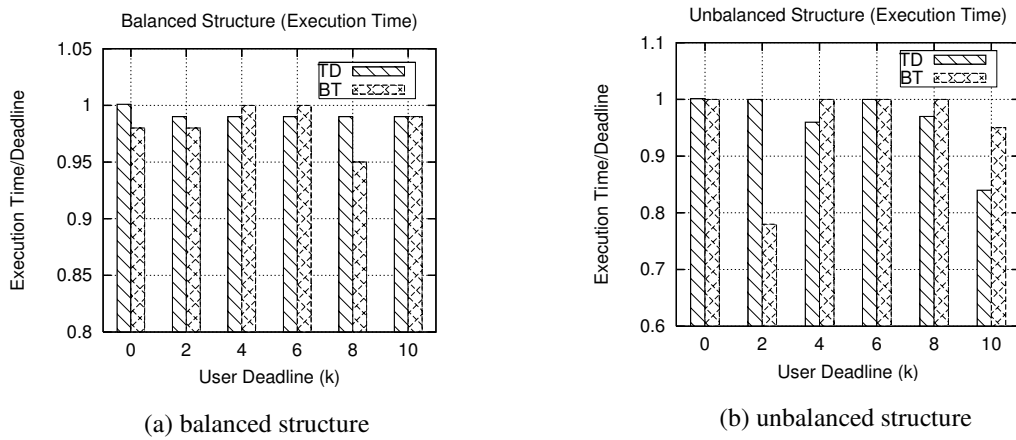 Balanced Structure (Execution Time)
1.05
1
0.95
0.9
0.85
0.8
Execution Time/Deadline
TD
BT
0 2 4 6 8 10
User Deadline (k)
(a) balanced structure
Unbalanced Structure (Execution Time)
1.1
1
0.9
0.8
0.7
0.6
Execution Time/Deadline
TD
BT
0 2 4 6 8 10
User Deadline (k)
(b) unbalanced structure